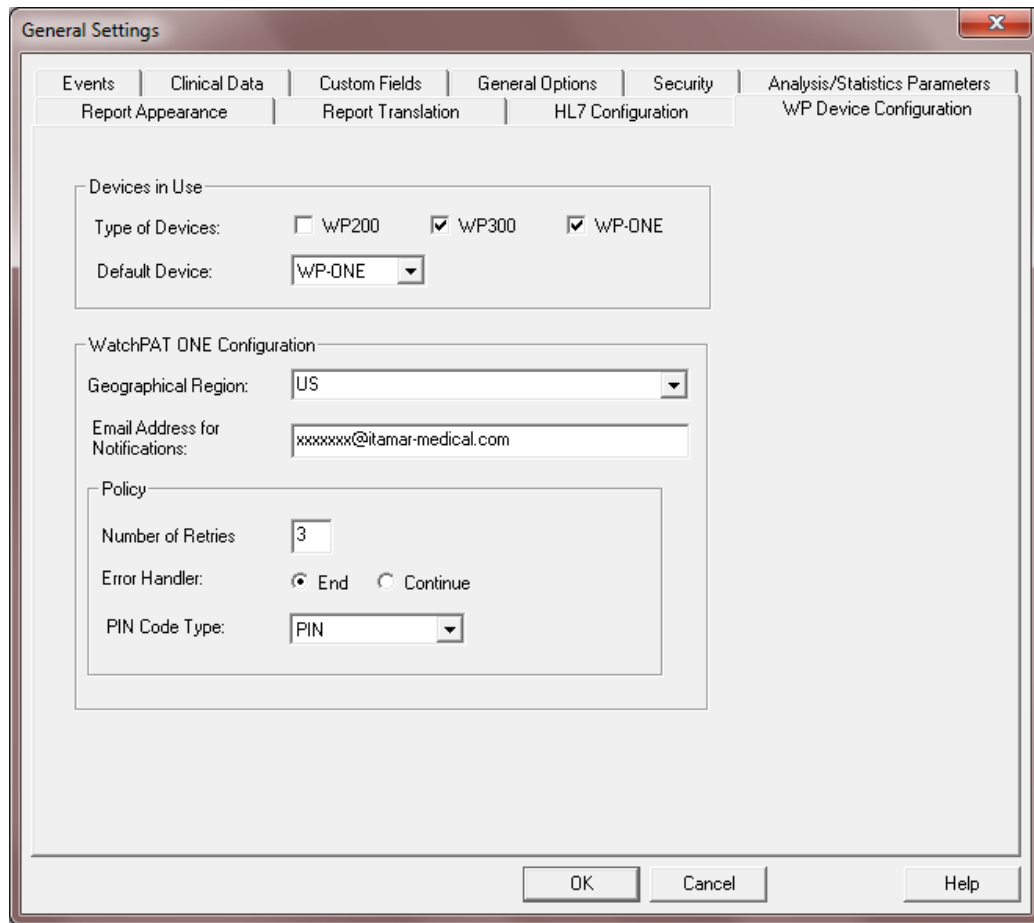 General Settings
Events Clinical Data Custom Fields General Options Security Analysis/Statistics Parameters
Report Appearance Report Translation HL7 Configuration WP Device Configuration
Devices in Use
Type of Devices: WP200 WP300 WP-ONE
Default Device: WP-ONE
WatchPAT ONE Configuration
Geographical Region: US
Email Address for
Notifications: xxxxxxx@itamar-medical.com
Policy
Number of Retries 3
Error Handler: End Continue
PIN Code Type: PIN
OK Cancel Help